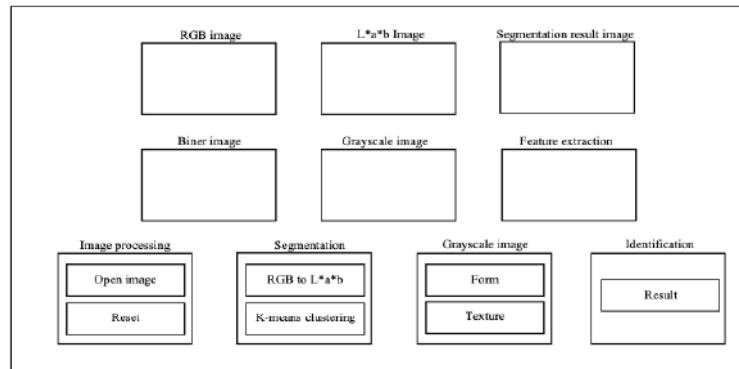 RGB image
L*a*b Image
Segmentation result image
Biner image
Grayscale image
Feature extraction
Image processing
Segmentation
Grayscale image
Identification
Open image
RGB to L*a*b
Form
Result
Reset
K-means clustering
Texture